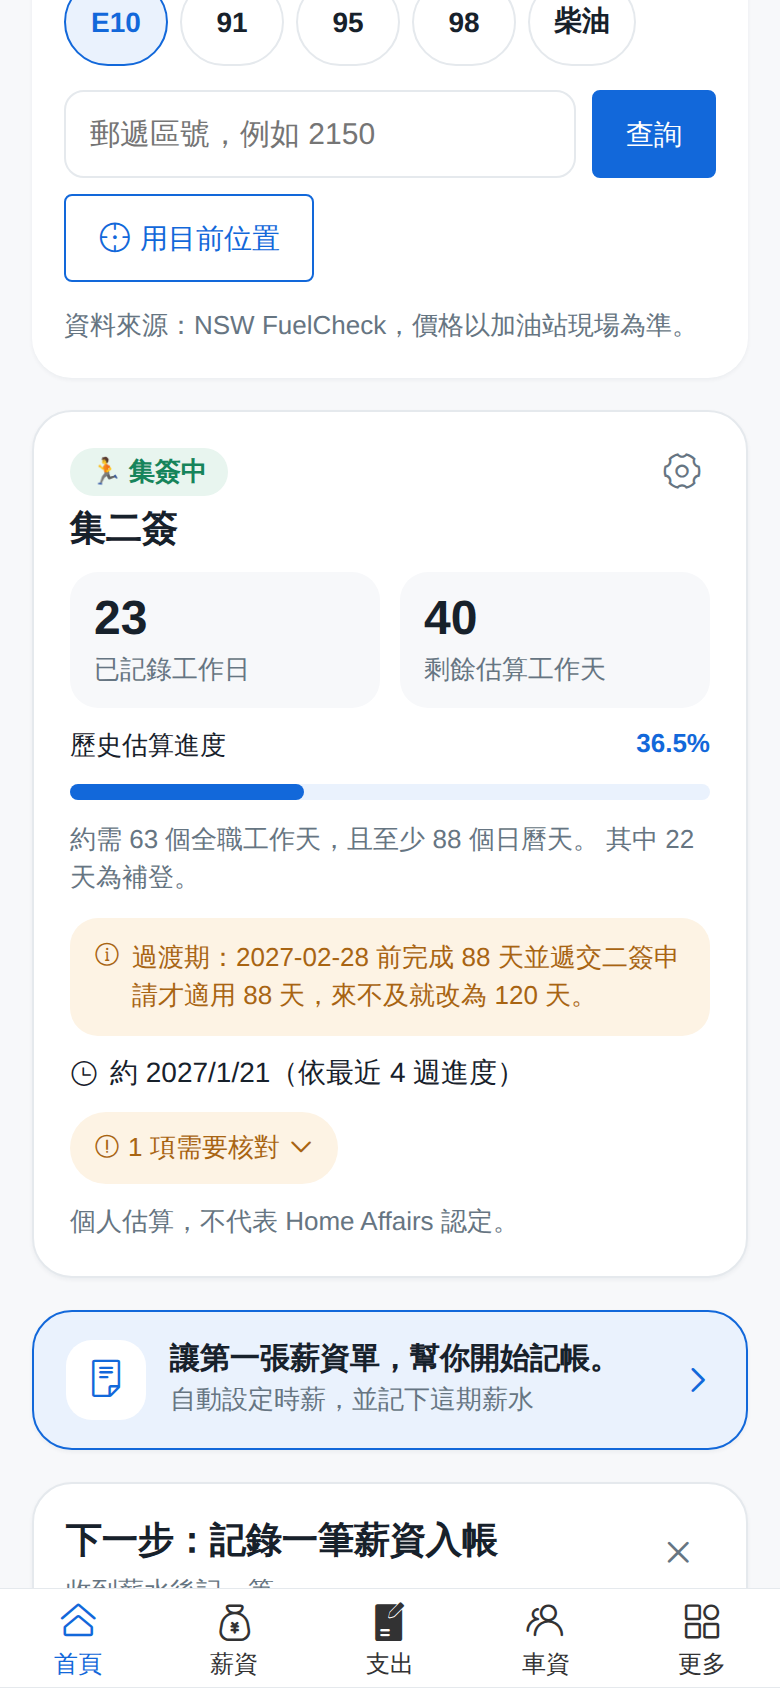 E10 91 95 98 柴油
郵遞區號，例如 2150
查詢
用目前位置
資料來源：NSW FuelCheck，價格以加油站現場為準。
🏃 集簽中
集二簽
23
已記錄工作日
40
剩餘估算工作天
歷史估算進度
36.5%
約需 63 個全職工作天，且至少 88 個日曆天。 其中 22
天為補登。
過渡期：2027-02-28 前完成 88 天並遞交二簽申
請才適用 88 天，來不及就改為 120 天。
約 2027/1/21（依最近 4 週進度）
1 項需要核對
個人估算，不代表 Home Affairs 認定。
讓第一張薪資單，幫你開始記帳。
自動設定時薪，並記下這期薪水
下一步：記錄一筆薪資入帳
首頁 薪資 支出 車資 更多